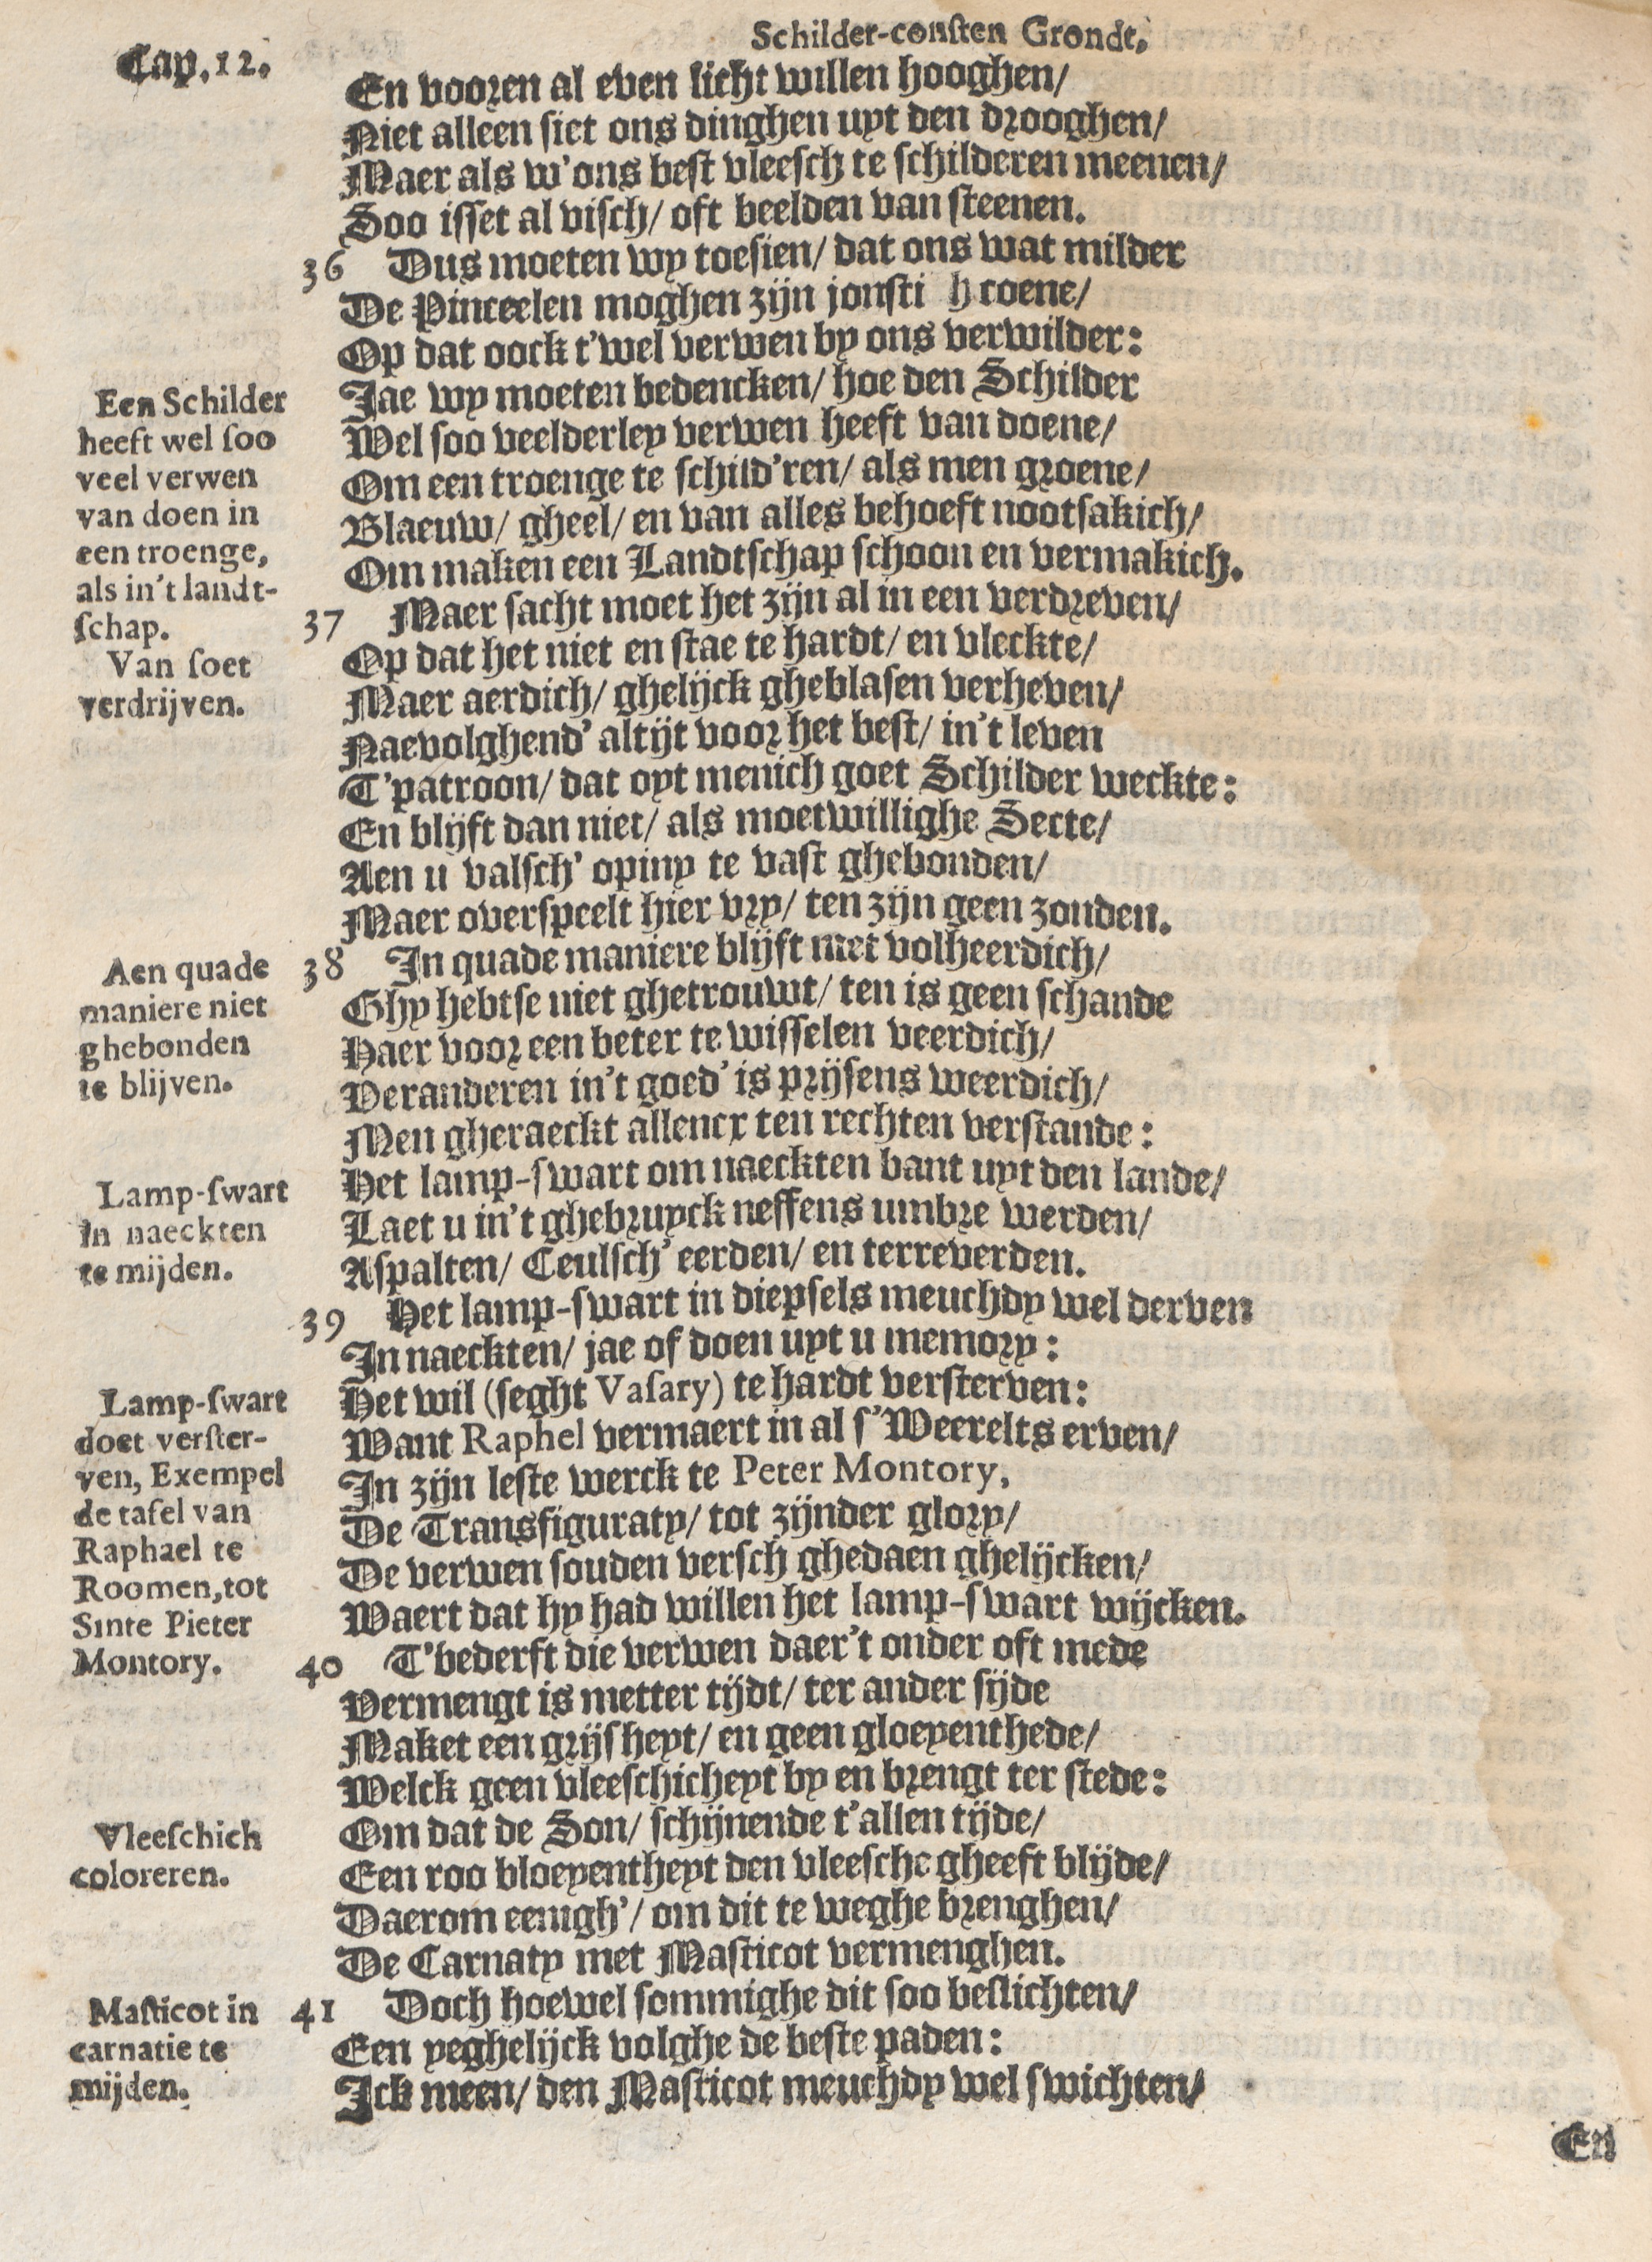 Schilder-consten Grondt.
Cap. 12.
En vooren al even licht willen hooghen/
Niet alleen siet ons dinghen uyt den drooghen/
Maer als w'ons best vleesch te schilderen meenen/
Soo isset al visch/ oft beelden van steenen.
36 Dus moeten wy toesien/ dat ons wat milder
De Pinceelen moghen zijn jonsti h coene/
Op dat oock t'wel verwen by ons verwilder:
Jae wy moeten bedencken/ hoe den Schilder
Wel soo veelderley verwen heeft van doene/
Om een troenge te schild'ren/ als men groene/
Blaeuw/ gheel/ en van alles behoeft nootsakich/
Om maken een Landtschap schoon en vermakich.
Een Schilder
heeft wel soo
veel verwen
van doen in
een troenge,
als in't landt-
schap.
37 Maer sacht moet het zijn al in een verdreven/
Op dat het niet en stae te hardt/ en vleckte/
Maer aerdich/ ghelijck gheblasen verheven/
Naevolghend' altijt voor het best/ in't leven
T'patroon/ dat oyt menich goet Schilder weckte:
En blijft dan niet/ als moetwillighe Secte/
Aen u valsch' opiny te vast ghebonden/
Maer overspeelt hier vry/ ten zijn geen zonden.
Van soet
verdrijven.
38 In quade maniere blijft niet volheerdich/
Ghy hebtse niet ghetrouwt/ ten is geen schande
Haer voor een beter te wisselen veerdich/
Veranderen in't goed' is prijsens weerdich/
Men gheraeckt allencx ten rechten verstande:
Het lamp-swart om naeckten bant uyt den lande/
Laet u in't ghebruyck neffens umbre werden/
Aspalten/ Ceulsch' eerden/ en terreverden.
Aen quade
maniere niet
ghebonden
te blijven.
Lamp-swart
in naeckten
te mijden.
39 Het lamp-swart in diepsels meuchdy wel derven
In naeckten/ jae of doen uyt u memory:
Het wil (seght Vasary) te hardt versterven:
Want Raphel vermaert in al s'Weerelts erven/
In zijn leste werck te Peter Montory,
De Transfiguraty/ tot zijnder glory/
De verwen souden versch ghedaen ghelijcken/
Waert dat hy had willen het lamp-swart wijcken.
Lamp-swart
doet verster-
ven, Exempel
de tafel van
Raphael te
Roomen, tot
Sinte Pieter
Montory.
40 T'bederft die verwen daer't onder oft mede
Vermengt is metter tijdt/ ter ander sijde
Maket een grijsheyt/ en geen gloeyenthede/
Welck geen vleeschicheyt by en brengt ter stede:
Om dat de Son/ schijnende t'allen tijde/
Een roo bloeyentheyt den vleesche gheeft blijde/
Daerom eenigh'/ om dit te weghe brenghen/
De Carnaty met Masticot vermenghen.
Vleeschich
coloreren.
41 Doch hoewel sommighe dit soo beslichten/
Een yeghelijck volghe de beste paden:
Ick meen/ den Masticot meuchdy wel swichten/
Masticot in
carnatie te
mijden.
En